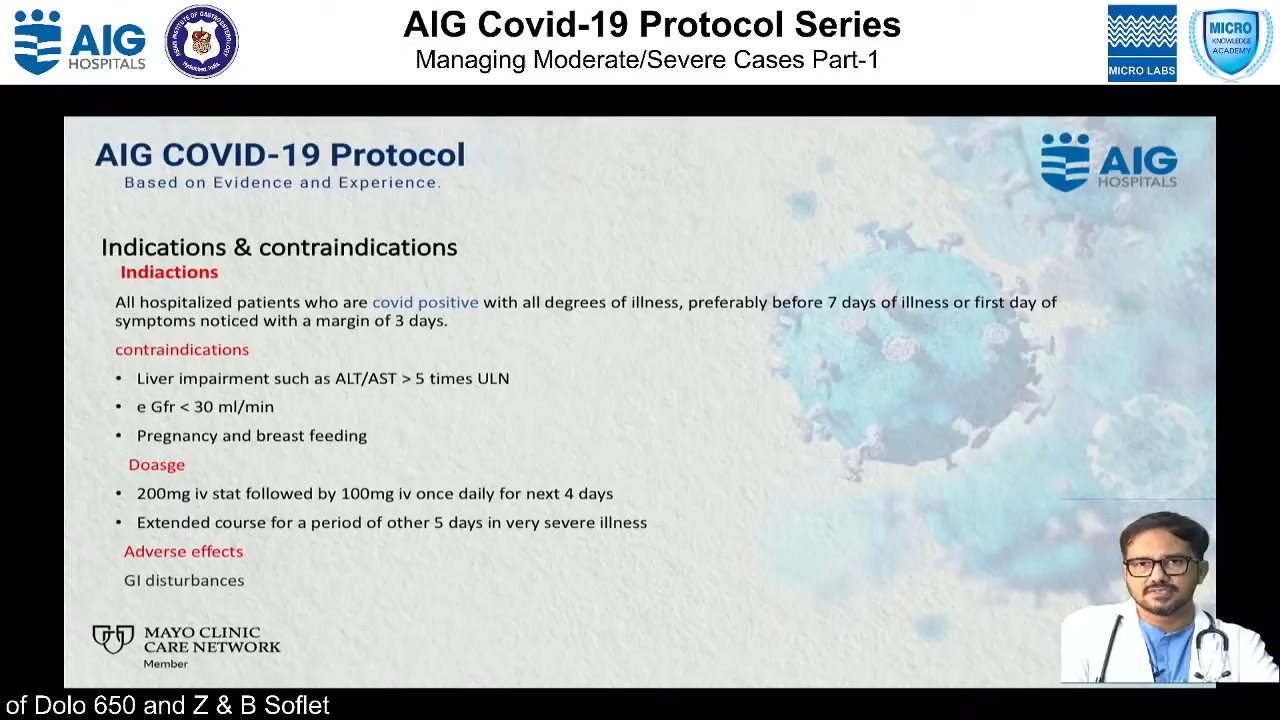 AIG
HOSPITALS
ASIAN INSTITUTE OF GASTROENTEROLOGY
Hyderabad, India
AIG Covid-19 Protocol Series
Managing Moderate/Severe Cases Part-1
MICRO LABS
MICRO
KNOWLEDGE
ACADEMY
AIG COVID-19 Protocol
Based on Evidence and Experience.
AIG
HOSPITALS
Indications & contraindications
Indiactions
All hospitalized patients who are covid positive with all degrees of illness, preferably before 7 days of illness or first day of
symptoms noticed with a margin of 3 days.
contraindications
• Liver impairment such as ALT/AST > 5 times ULN
• e Gfr < 30 ml/min
• Pregnancy and breast feeding
Doasge
• 200mg iv stat followed by 100mg iv once daily for next 4 days
• Extended course for a period of other 5 days in very severe illness
Adverse effects
GI disturbances
MAYO CLINIC
CARE NETWORK
Member
of Dolo 650 and Z & B Soflet